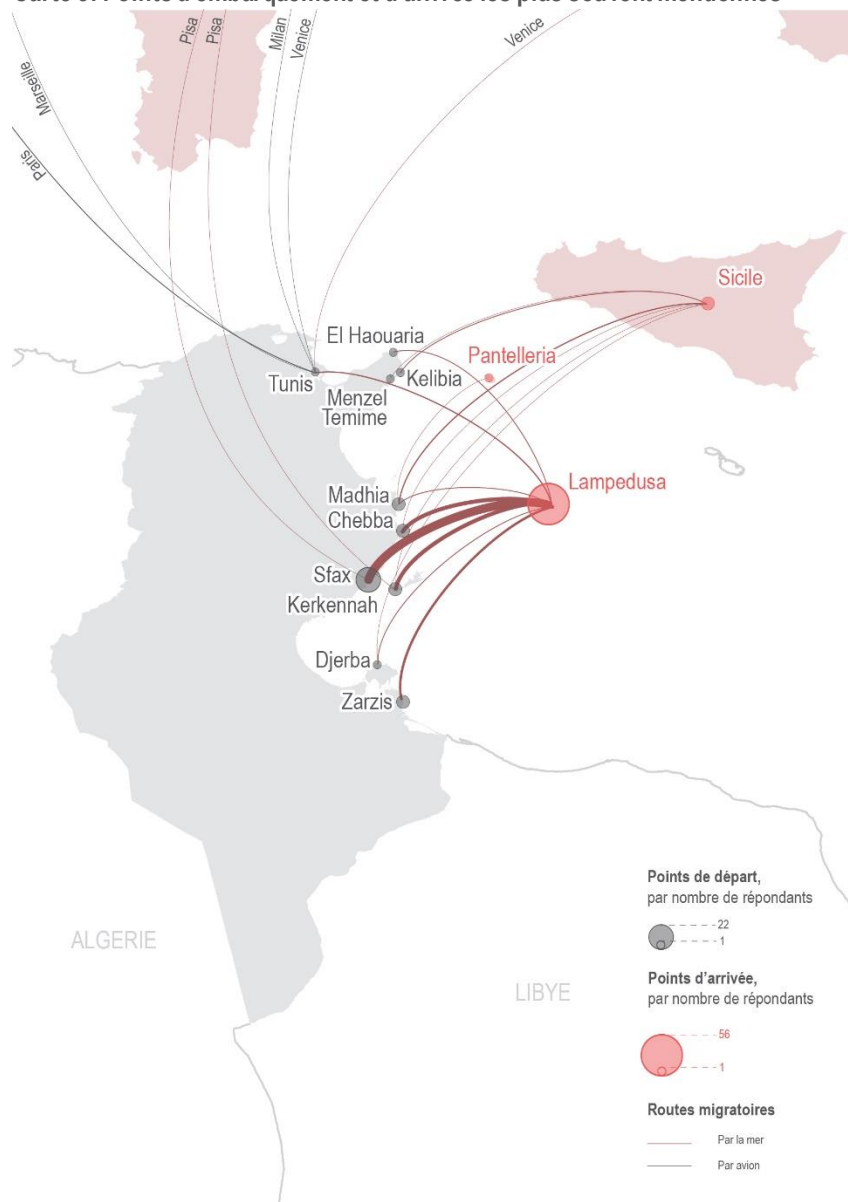 Pisa
Pisa
Milan
Venice
Venice
Marseille
Paris
Sicile
El Haouaria
Pantelleria
Tunis
Kelibia
Menzel
Temime
Lampedusa
Madhia
Chebba
Sfax
Kerkennah
Djerba
Zarzis
ALGERIE
LIBYE
Points de départ,
par nombre de répondants
22
1
Points d'arrivée,
par nombre de répondants
56
1
Routes migratoires
Par la mer
Par avion